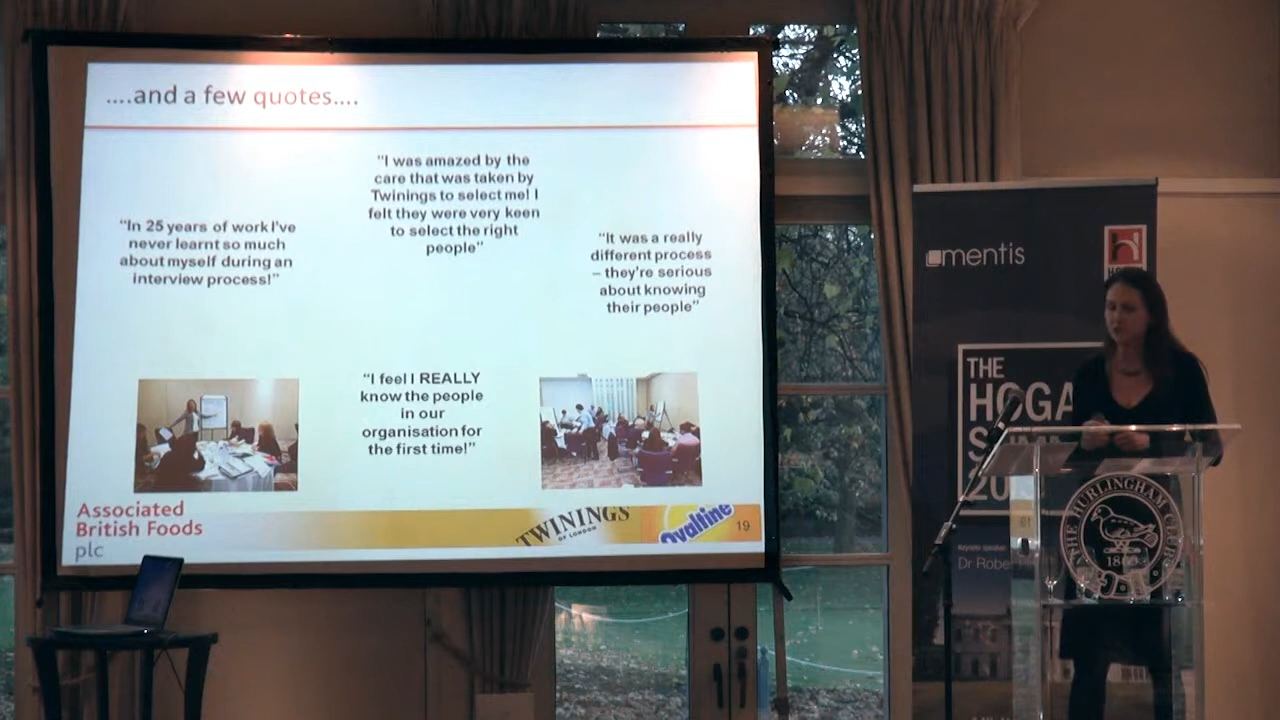 ....and a few quotes....
"I was amazed by the
care that was taken by
Twinings to select me! I
felt they were very keen
to select the right
people"
"In 25 years of work I've
never learnt so much
about myself during an
interview process!"
"It was a really
different process
– they're serious
about knowing
their people"
"I feel I REALLY
know the people
in our
organisation for
the first time!"
Associated
British Foods
plc
TWININGS
OF LONDON
Ovaltine
19
mentis
THE
HOGA
SUMM
20
Keynote speaker
Dr Robe
THE HURLINGHAM CLUB
1869